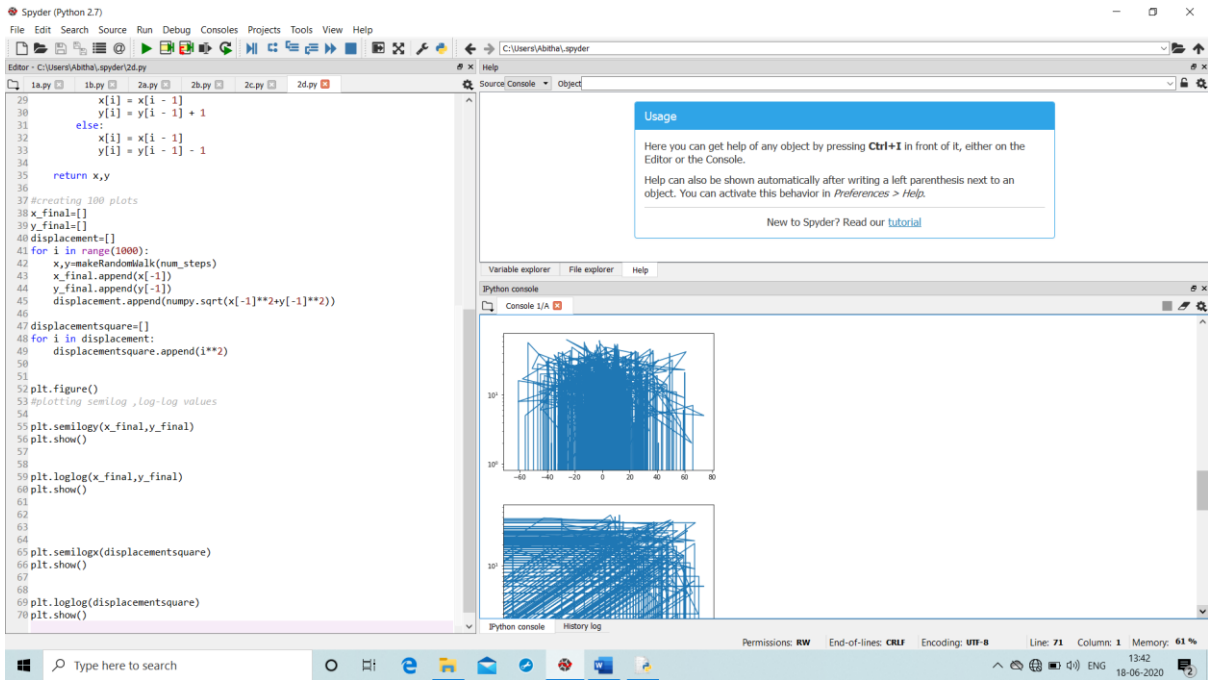 Spyder (Python 2.7)
File Edit Search Source Run Debug Consoles Projects Tools View Help
C:\Users\Abitha\.spyder
Editor - C:\Users\Abitha\.spyder\2d.py
1a.py 1b.py 2a.py 2b.py 2c.py 2d.py
29 x[i] = x[i - 1]
30 y[i] = y[i - 1] + 1
31 else:
32 x[i] = x[i - 1]
33 y[i] = y[i - 1] - 1
34
35 return x,y
36
37 #creating 100 plots
38 x_final=[]
39 y_final=[]
40 displacement=[]
41 for i in range(1000):
42 x,y=makeRandomWalk(num_steps)
43 x_final.append(x[-1])
44 y_final.append(y[-1])
45 displacement.append(numpy.sqrt(x[-1]**2+y[-1]**2))
46
47 displacementsquare=[]
48 for i in displacement:
49 displacementsquare.append(i**2)
50
51
52 plt.figure()
53 #plotting semilog ,log-log values
54
55 plt.semilogy(x_final,y_final)
56 plt.show()
57
58
59 plt.loglog(x_final,y_final)
60 plt.show()
61
62
63
64
65 plt.semilogx(displacementsquare)
66 plt.show()
67
68
69 plt.loglog(displacementsquare)
70 plt.show()
Help
Source Console Object
Usage
Here you can get help of any object by pressing Ctrl+I in front of it, either on the
Editor or the Console.
Help can also be shown automatically after writing a left parenthesis next to an
object. You can activate this behavior in Preferences > Help.
New to Spyder? Read our tutorial
Variable explorer File explorer Help
IPython console
Console 1/A
10¹
10⁰
-60 -40 -20 0 20 40 60 80
10¹
IPython console History log
Permissions: RW End-of-lines: CRLF Encoding: UTF-8 Line: 71 Column: 1 Memory: 61 %
Type here to search
ENG
13:42
18-06-2020
2